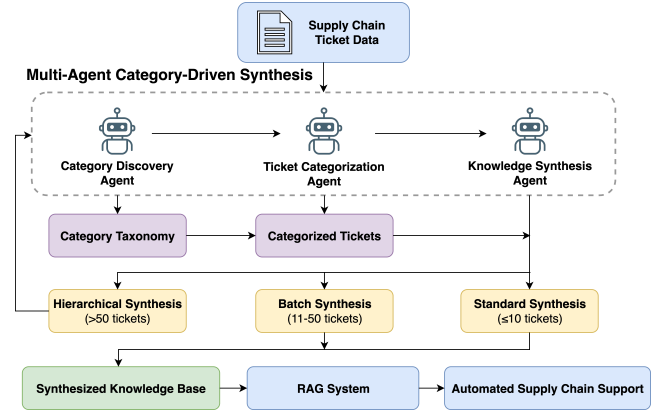 Supply Chain
Ticket Data
Multi-Agent Category-Driven Synthesis
Category Discovery
Agent
Ticket Categorization
Agent
Knowledge Synthesis
Agent
Category Taxonomy
Categorized Tickets
Hierarchical Synthesis
(>50 tickets)
Batch Synthesis
(11-50 tickets)
Standard Synthesis
(≤10 tickets)
Synthesized Knowledge Base
RAG System
Automated Supply Chain Support